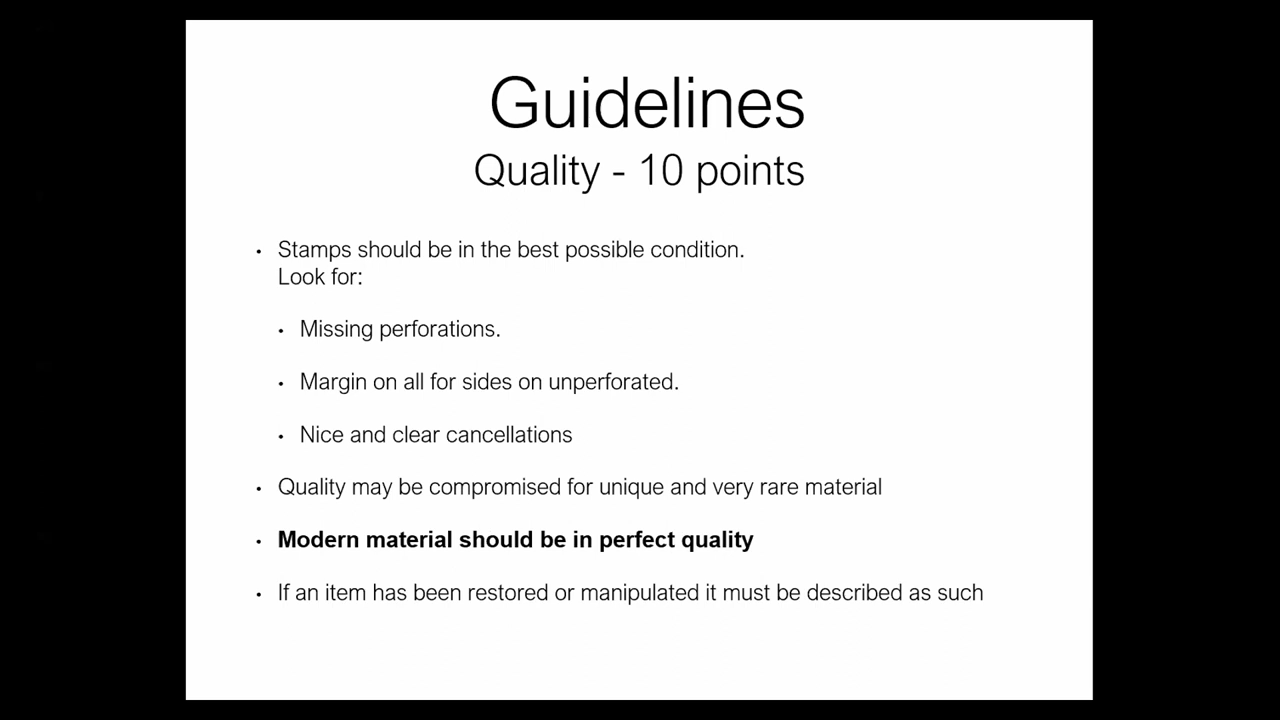 Guidelines
Quality - 10 points
• Stamps should be in the best possible condition.
Look for:
• Missing perforations.
• Margin on all for sides on unperforated.
• Nice and clear cancellations
• Quality may be compromised for unique and very rare material
• Modern material should be in perfect quality
• If an item has been restored or manipulated it must be described as such